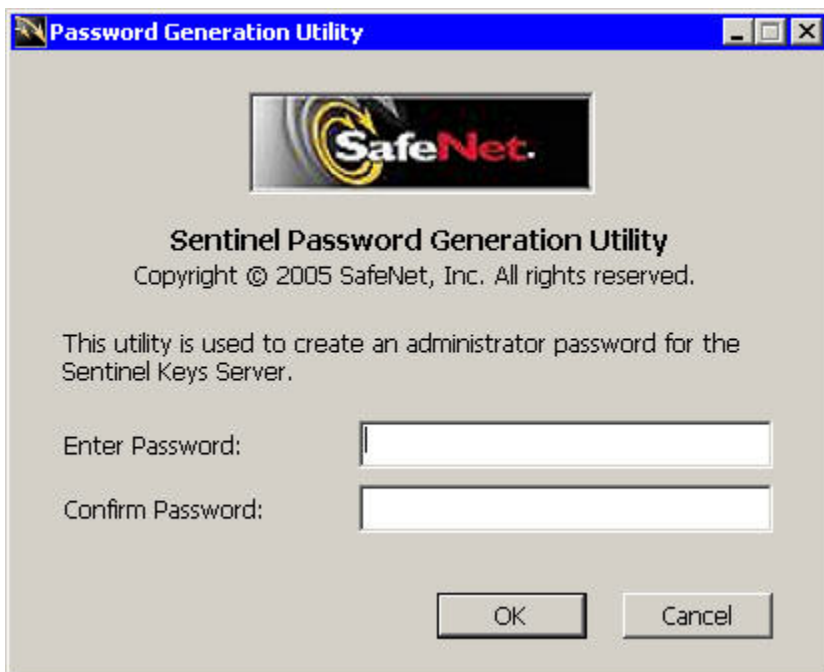 Password Generation Utility
SafeNet.
Sentinel Password Generation Utility
Copyright © 2005 SafeNet, Inc. All rights reserved.
This utility is used to create an administrator password for the
Sentinel Keys Server.
Enter Password:
Confirm Password:
OK
Cancel